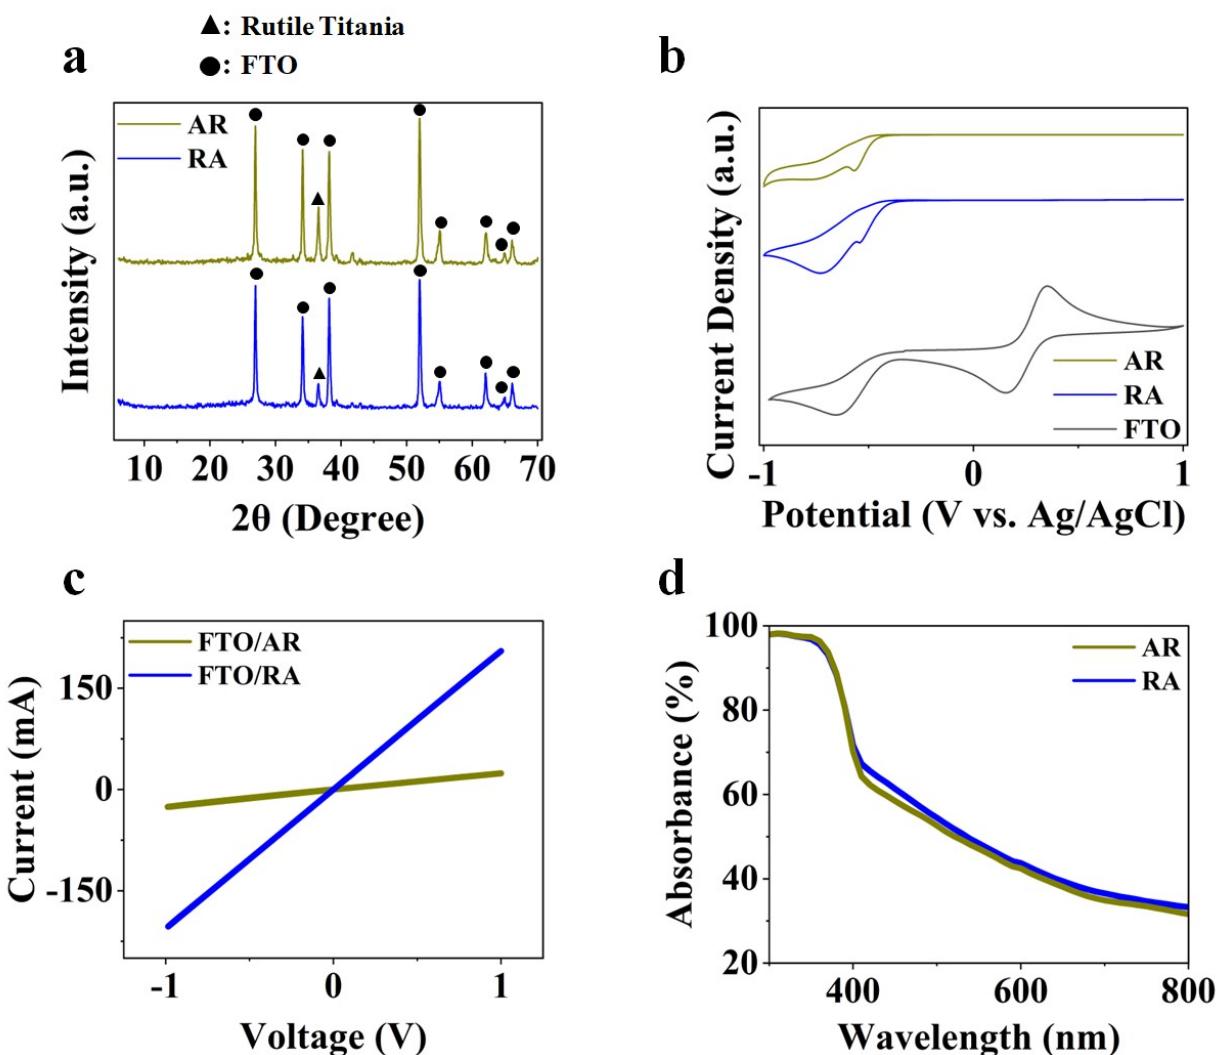 ▲: Rutile Titania
●: FTO
a
AR
RA
Intensity (a.u.)
10 20 30 40 50 60 70
2θ (Degree)
b
Current Density (a.u.)
AR
RA
FTO
-1 0 1
Potential (V vs. Ag/AgCl)
c
FTO/AR
FTO/RA
Current (mA)
150
0
-150
-1 0 1
Voltage (V)
d
AR
RA
Absorbance (%)
100
80
60
40
20
400 600 800
Wavelength (nm)